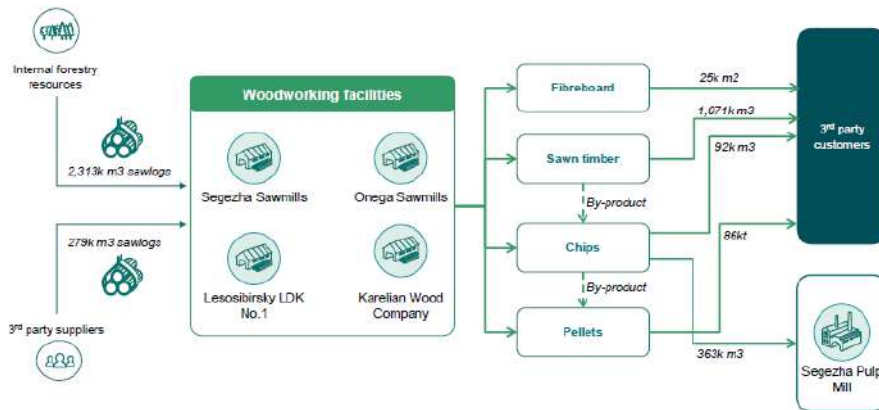 Internal forestry
resources
2,313k m3 sawlogs
279k m3 sawlogs
3rd party suppliers
Woodworking facilities
Segezha Sawmills
Onega Sawmills
Lesosibirsky LDK
No.1
Karelian Wood
Company
Fibreboard
Sawn timber
By-product
Chips
By-product
Pellets
25k m2
1,071k m3
92k m3
86kt
363k m3
3rd party
customers
Segezha Pulp
Mill